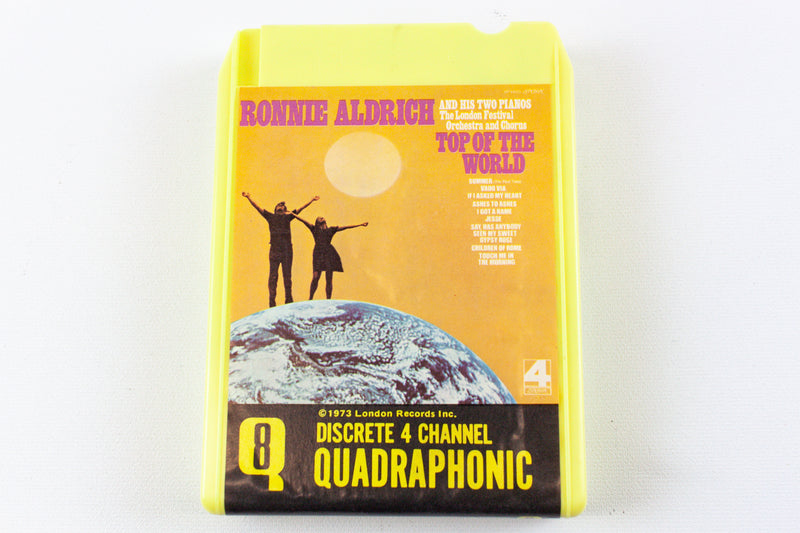 RONNIE ALDRICH
AND HIS TWO PIANOS
The London Festival
Orchestra and Chorus
TOP OF THE
WORLD
SUMMER
VADO VIA
IF I ASKED MY HEART
ASHES TO ASHES
I GOT A NAME
JESSE
SAY, HAS ANYBODY
SEEN MY SWEET
GYPSY ROSE
CHILDREN OF ROME
TOUCH ME IN
THE MORNING
4
©1973 London Records Inc.
Q8
DISCRETE 4 CHANNEL
QUADRAPHONIC